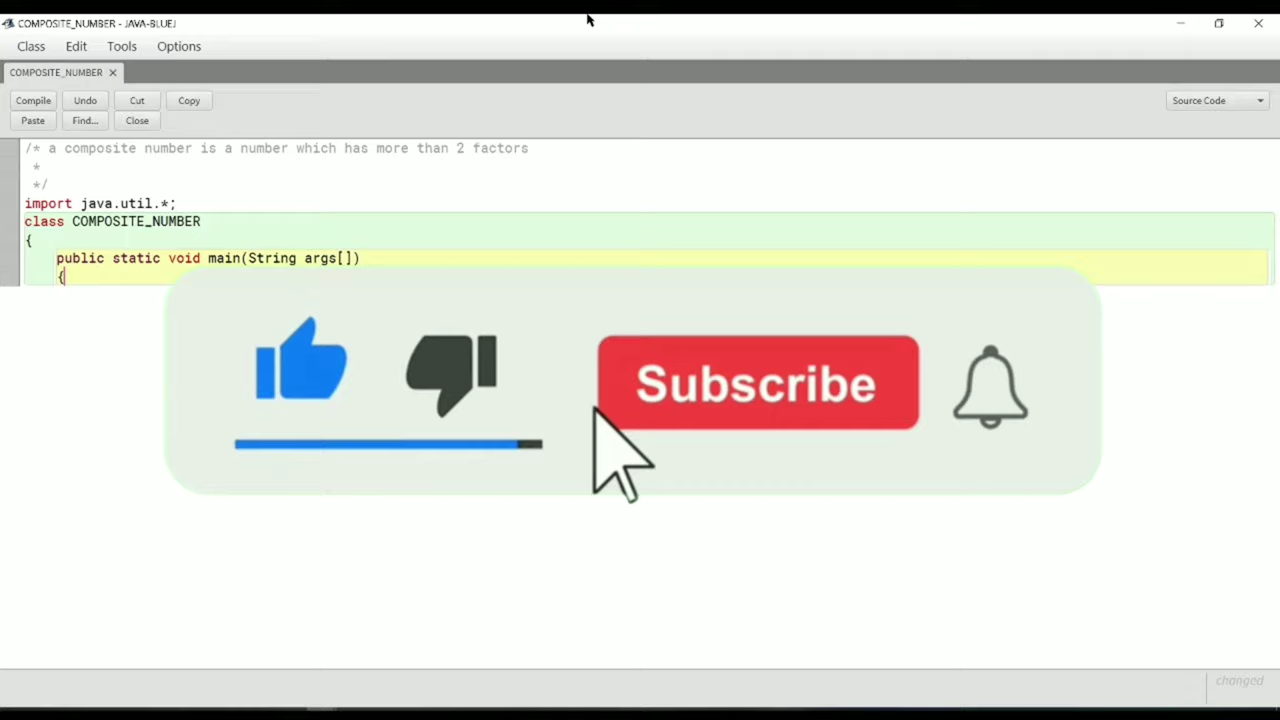 COMPOSITE_NUMBER - JAVA-BLUEJ
Class Edit Tools Options
COMPOSITE_NUMBER
Compile Undo Cut Copy
Source Code
Paste Find... Close
/* a composite number is a number which has more than 2 factors
*
*/
import java.util.*;
class COMPOSITE_NUMBER
{
public static void main(String args[])
{
Subscribe
changed